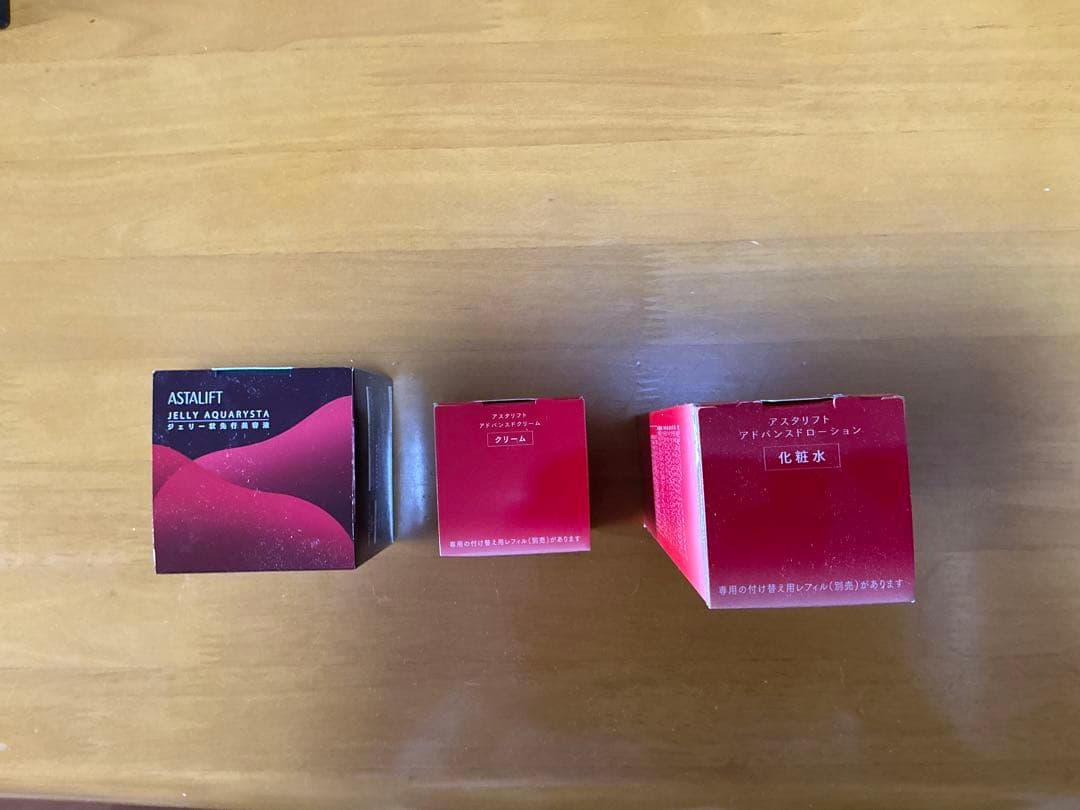 ASTALIFT
JELLY AQUARYSTA
ジェリー状先行美容液
アスタリフト
アドバンスドクリーム
クリーム
専用の付け替え用レフィル(別売)があります
アスタリフト
アドバンスドローション
化粧水
専用の付け替え用レフィル(別売)があります